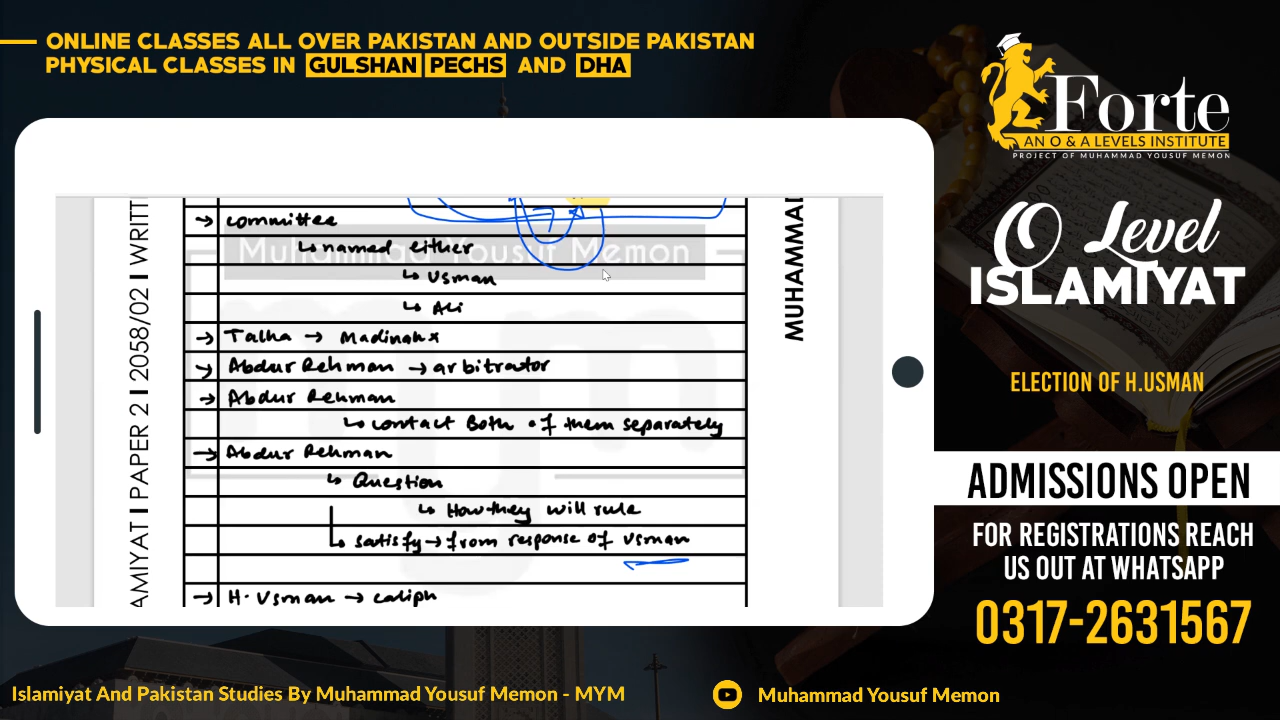 ONLINE CLASSES ALL OVER PAKISTAN AND OUTSIDE PAKISTAN
PHYSICAL CLASSES IN GULSHAN PECHS AND DHA
Forte
AN O & A LEVELS INSTITUTE
PROJECT OF MUHAMMAD YOUSUF MEMON
O Level
ISLAMIYAT
ELECTION OF H.USMAN
ADMISSIONS OPEN
FOR REGISTRATIONS REACH
US OUT AT WHATSAPP
0317-2631567
AMIYAT I PAPER 2 I 2058/02 I WRITT
MUHAMMAD
Muhammad Yousuf Memon
→ committee
↳ named either
↳ Usman
↳ Ali
→ Talha → Madinah x
→ Abdur Rehman → arbitrator
→ Abdur Rehman
↳ contact Both of them separately
→ Abdur Rehman
↳ Question
↳ How they will rule
↳ satisfy → from response of Usman
→ H. Usman → caliph
Islamiyat And Pakistan Studies By Muhammad Yousuf Memon - MYM
Muhammad Yousuf Memon